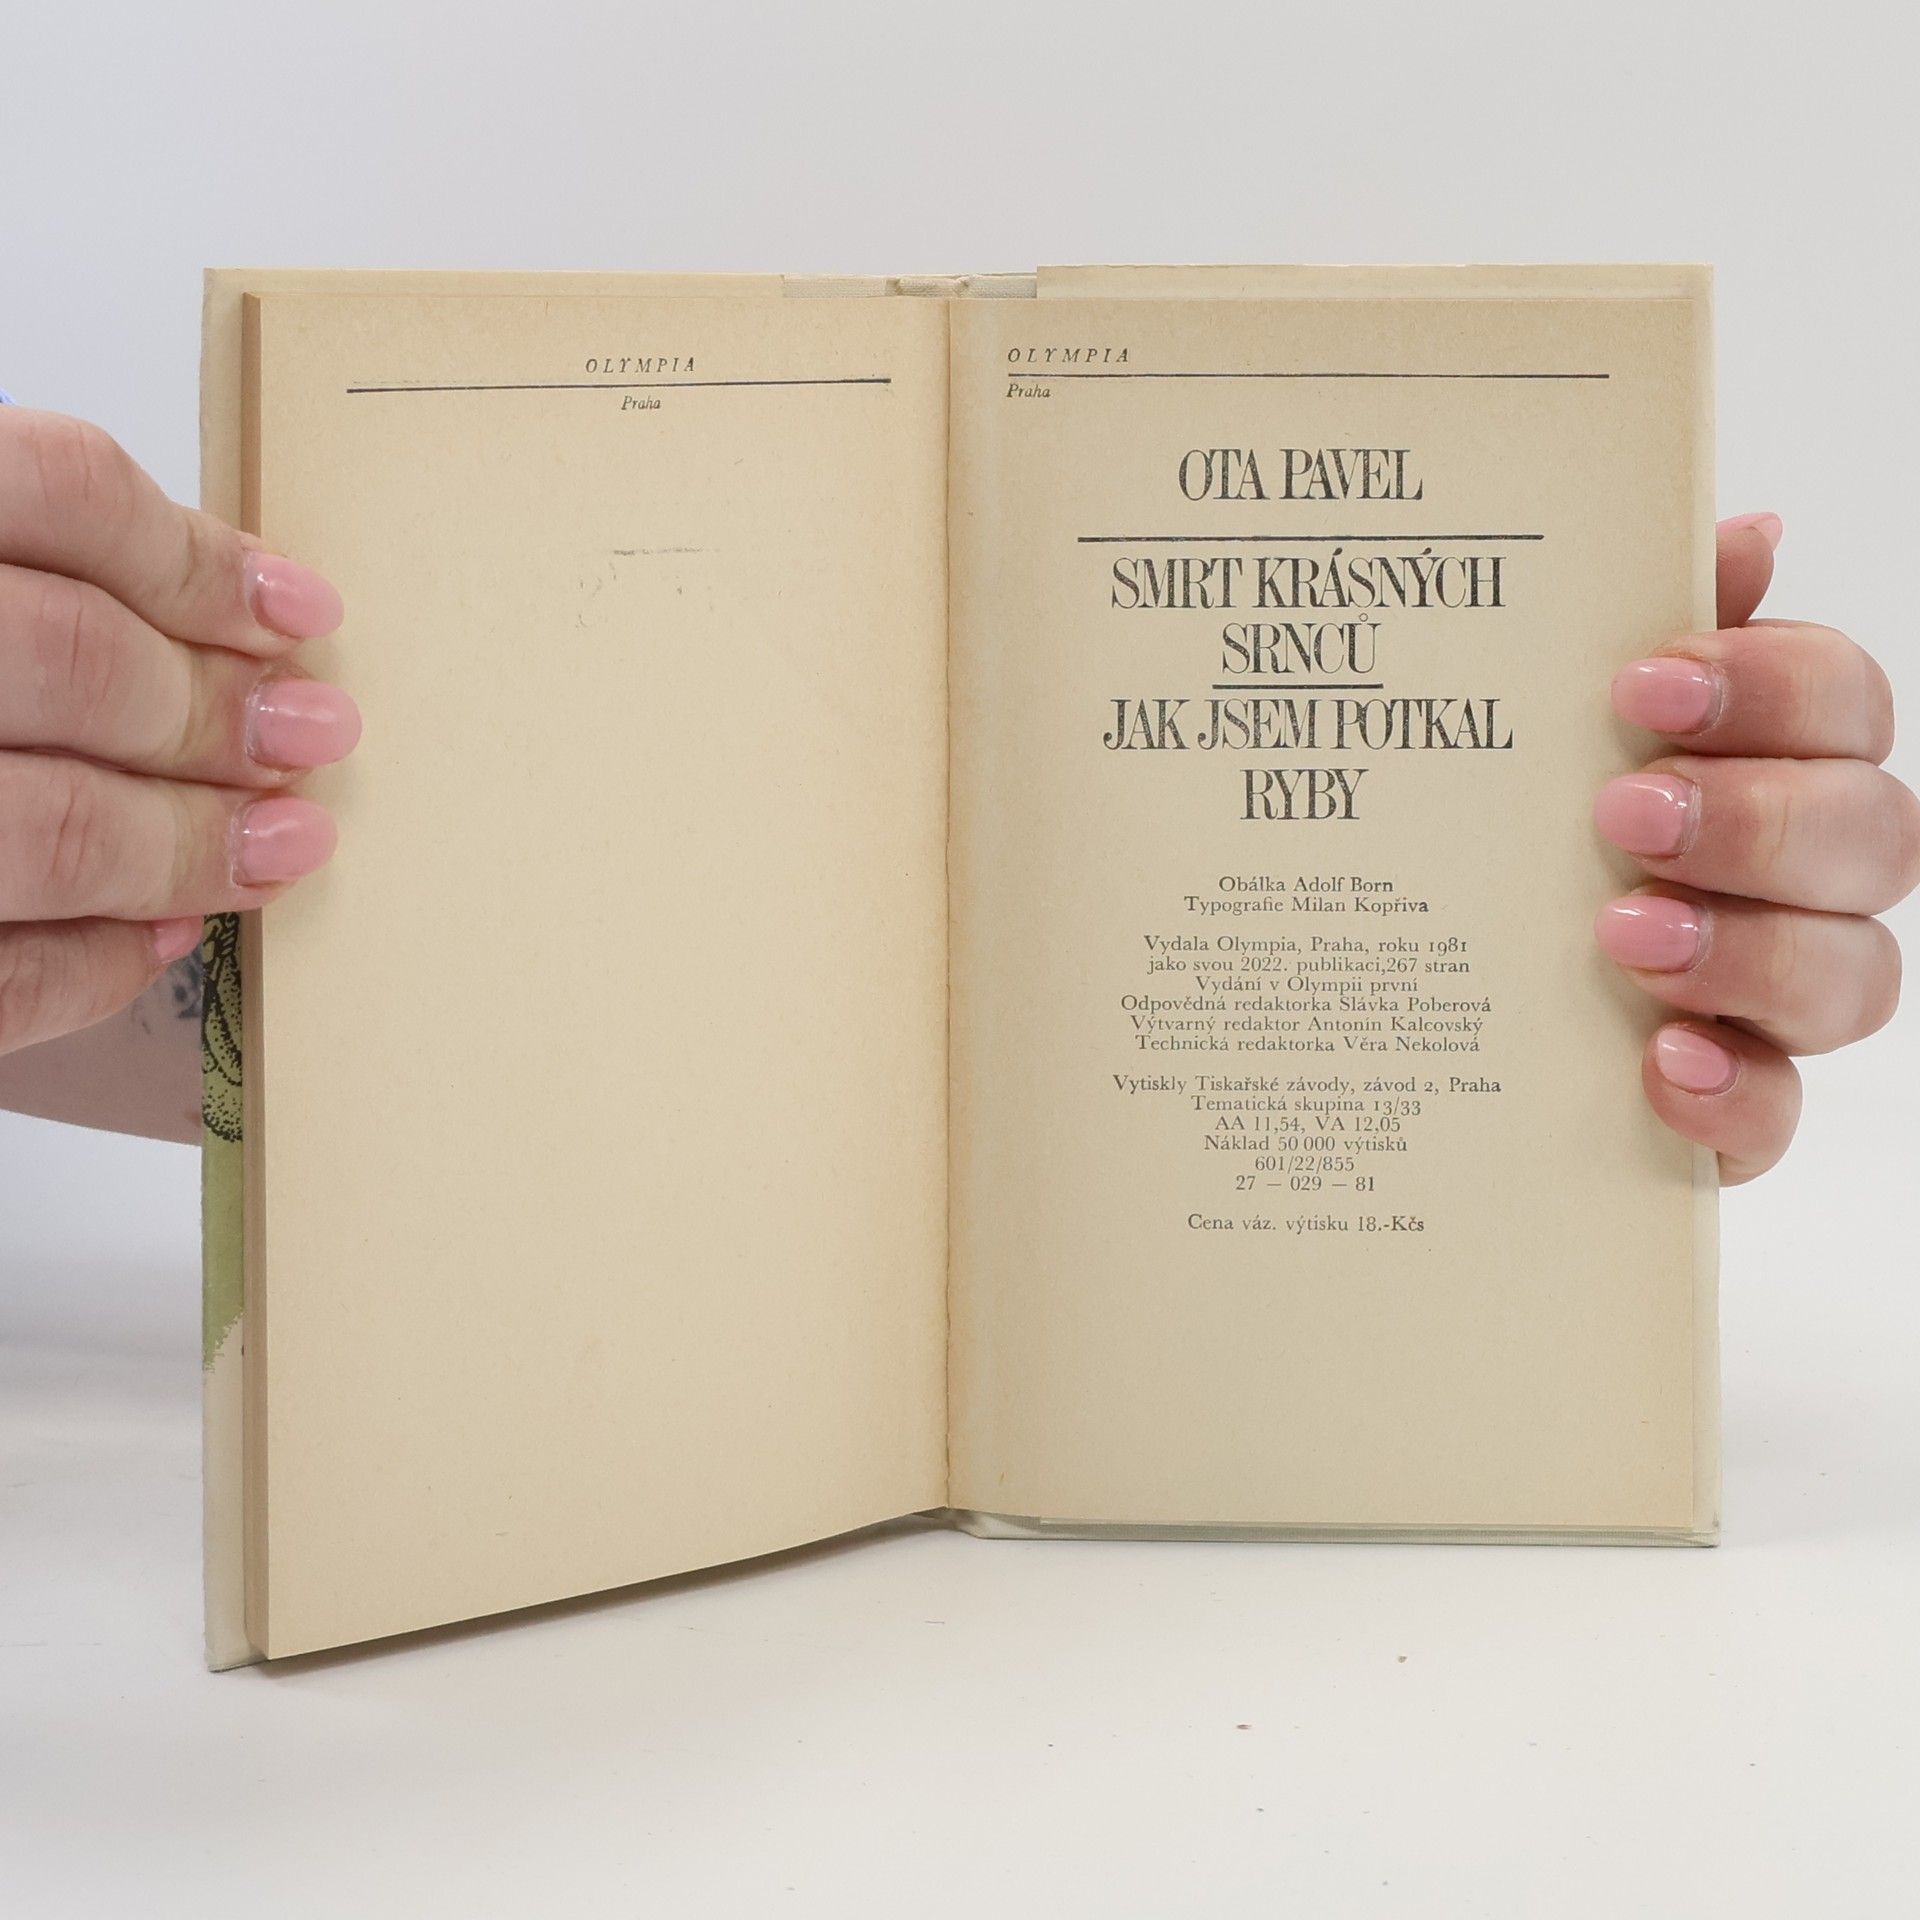 OLYMPIA
Praha
OLYMPIA
Praha
OTA PAVEL
SMRT KRÁSNÝCH
SRNCŮ
JAK JSEM POTKAL
RYBY
Obálka Adolf Born
Typografie Milan Kopřiva
Vydala Olympia, Praha, roku 1981
jako svou 2022. publikaci,267 stran
Vydání v Olympii první
Odpovědná redaktorka Slávka Poberová
Výtvarný redaktor Antonín Kalcovský
Technická redaktorka Věra Nekolová
Vytiskly Tiskařské závody, závod 2, Praha
Tematická skupina 13/33
AA 11,54, VA 12,05
Náklad 50 000 výtisků
601/22/855
27 — 029 — 81
Cena váz. výtisku 18.-Kčs